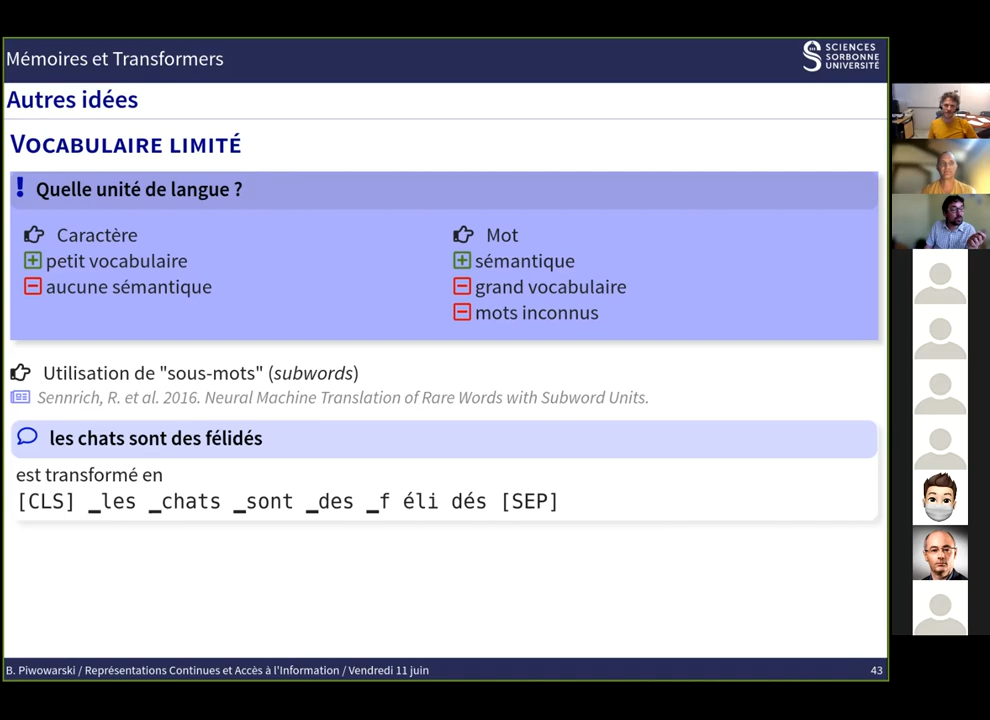 Mémoires et Transformers
SCIENCES
SORBONNE
UNIVERSITÉ
Autres idées
VOCABULAIRE LIMITÉ
! Quelle unité de langue ?
Caractère
+ petit vocabulaire
- aucune sémantique
Mot
+ sémantique
- grand vocabulaire
- mots inconnus
Utilisation de "sous-mots" (subwords)
Sennrich, R. et al. 2016. Neural Machine Translation of Rare Words with Subword Units.
les chats sont des félidés
est transformé en
[CLS] _les _chats _sont _des _f éli dés [SEP]
B. Piwowarski / Représentations Continues et Accès à l'Information / Vendredi 11 juin
43